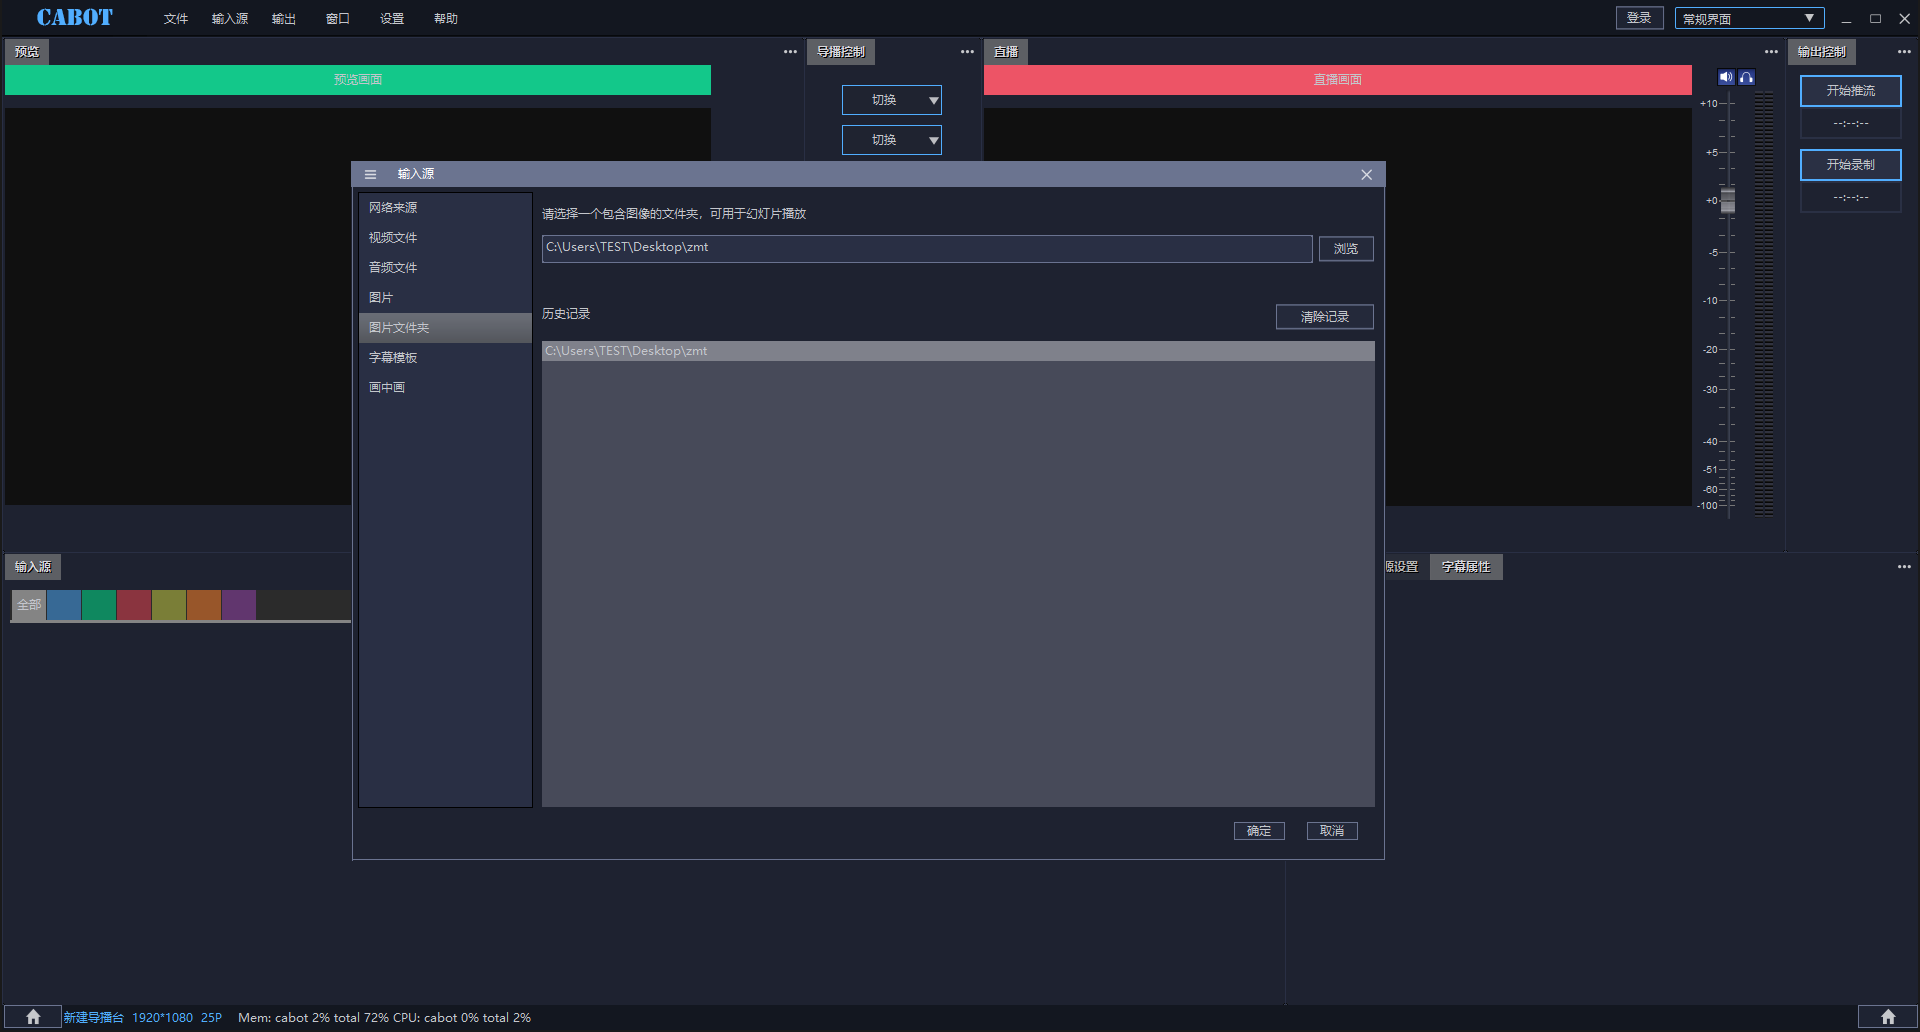 CABOT 文件 输入源 输出 窗口 设置 帮助 登录 常规界面
预览
预览画面
导播控制
切换
切换
直播
直播画面
+10
+5
+0
-5
-10
-20
-30
-40
-51
-60
-100
输出控制
开始推流
--:--:--
开始录制
--:--:--
输入源
网络来源
视频文件
音频文件
图片
图片文件夹
字幕模板
画中画
请选择一个包含图像的文件夹，可用于幻灯片播放
C:\Users\TEST\Desktop\zmt 浏览
历史记录 清除记录
C:\Users\TEST\Desktop\zmt
确定 取消
输入源
全部
源设置 字幕属性
新建导播台 1920*1080 25P Mem: cabot 2% total 72% CPU: cabot 0% total 2%